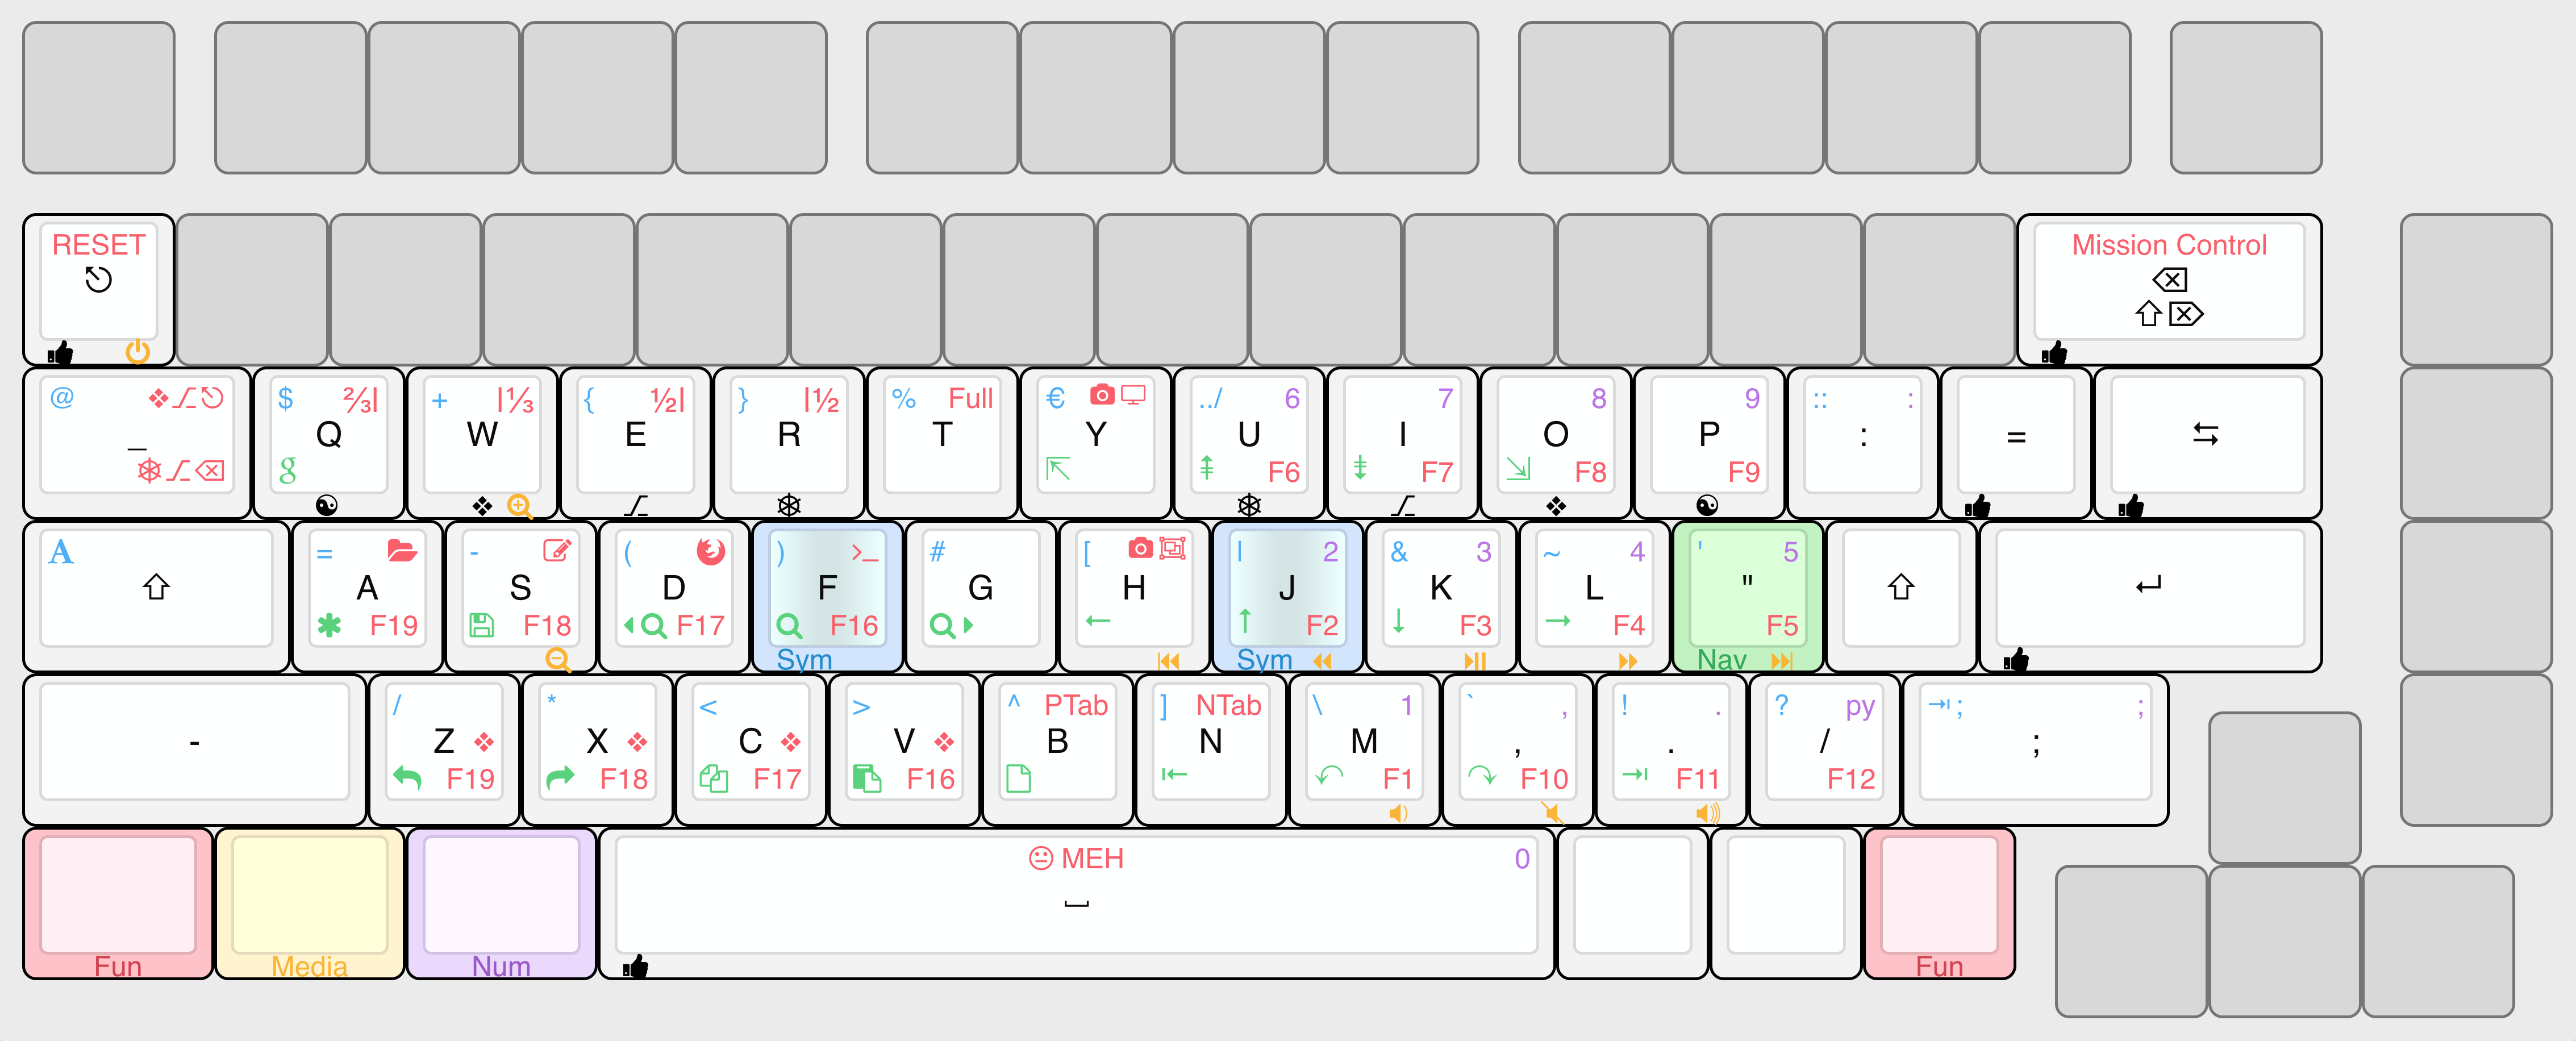 RESET
Mission Control
@ $ ⅔| + |⅓ { ½| } |½ % Full € ../ 6 7 8 9 :: :
_ Q W E R T Y U I O P : =
g F6 F7 F8 F9
A = - ( ) >_ # [ | 2 & 3 ~ 4 ' 5
A S D F G H J K L "
F19 F18 F17 F16 F2 F3 F4 F5
Sym Sym Nav
/ * < > ^ PTab ] NTab \ 1 ` , ! . ? py ; ;
- Z X C V B N M , . / ;
F19 F18 F17 F16 F1 F10 F11 F12
MEH 0
Fun Media Num Fun